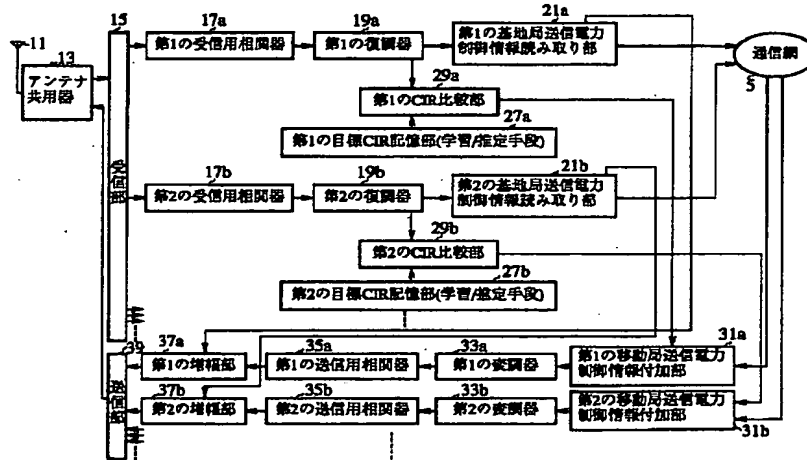 11
13
アンテナ
共用器
15
受信部
17a
第1の受信用相関器
19a
第1の復調器
21a
第1の基地局送信電力
制御情報読み取り部
通信網
5
29a
第1のCIR比較部
27a
第1の目標CIR記憶部(学習/推定手段)
17b
第2の受信用相関器
19b
第2の復調器
21b
第2の基地局送信電力
制御情報読み取り部
29b
第2のCIR比較部
27b
第2の目標CIR記憶部(学習/推定手段)
39
送信部
37a
第1の増幅部
35a
第1の送信用相関器
33a
第1の変調器
31a
第1の移動局送信電力
制御情報付加部
37b
第2の増幅部
35b
第2の送信用相関器
33b
第2の変調器
第2の移動局送信電力
制御情報付加部
31b